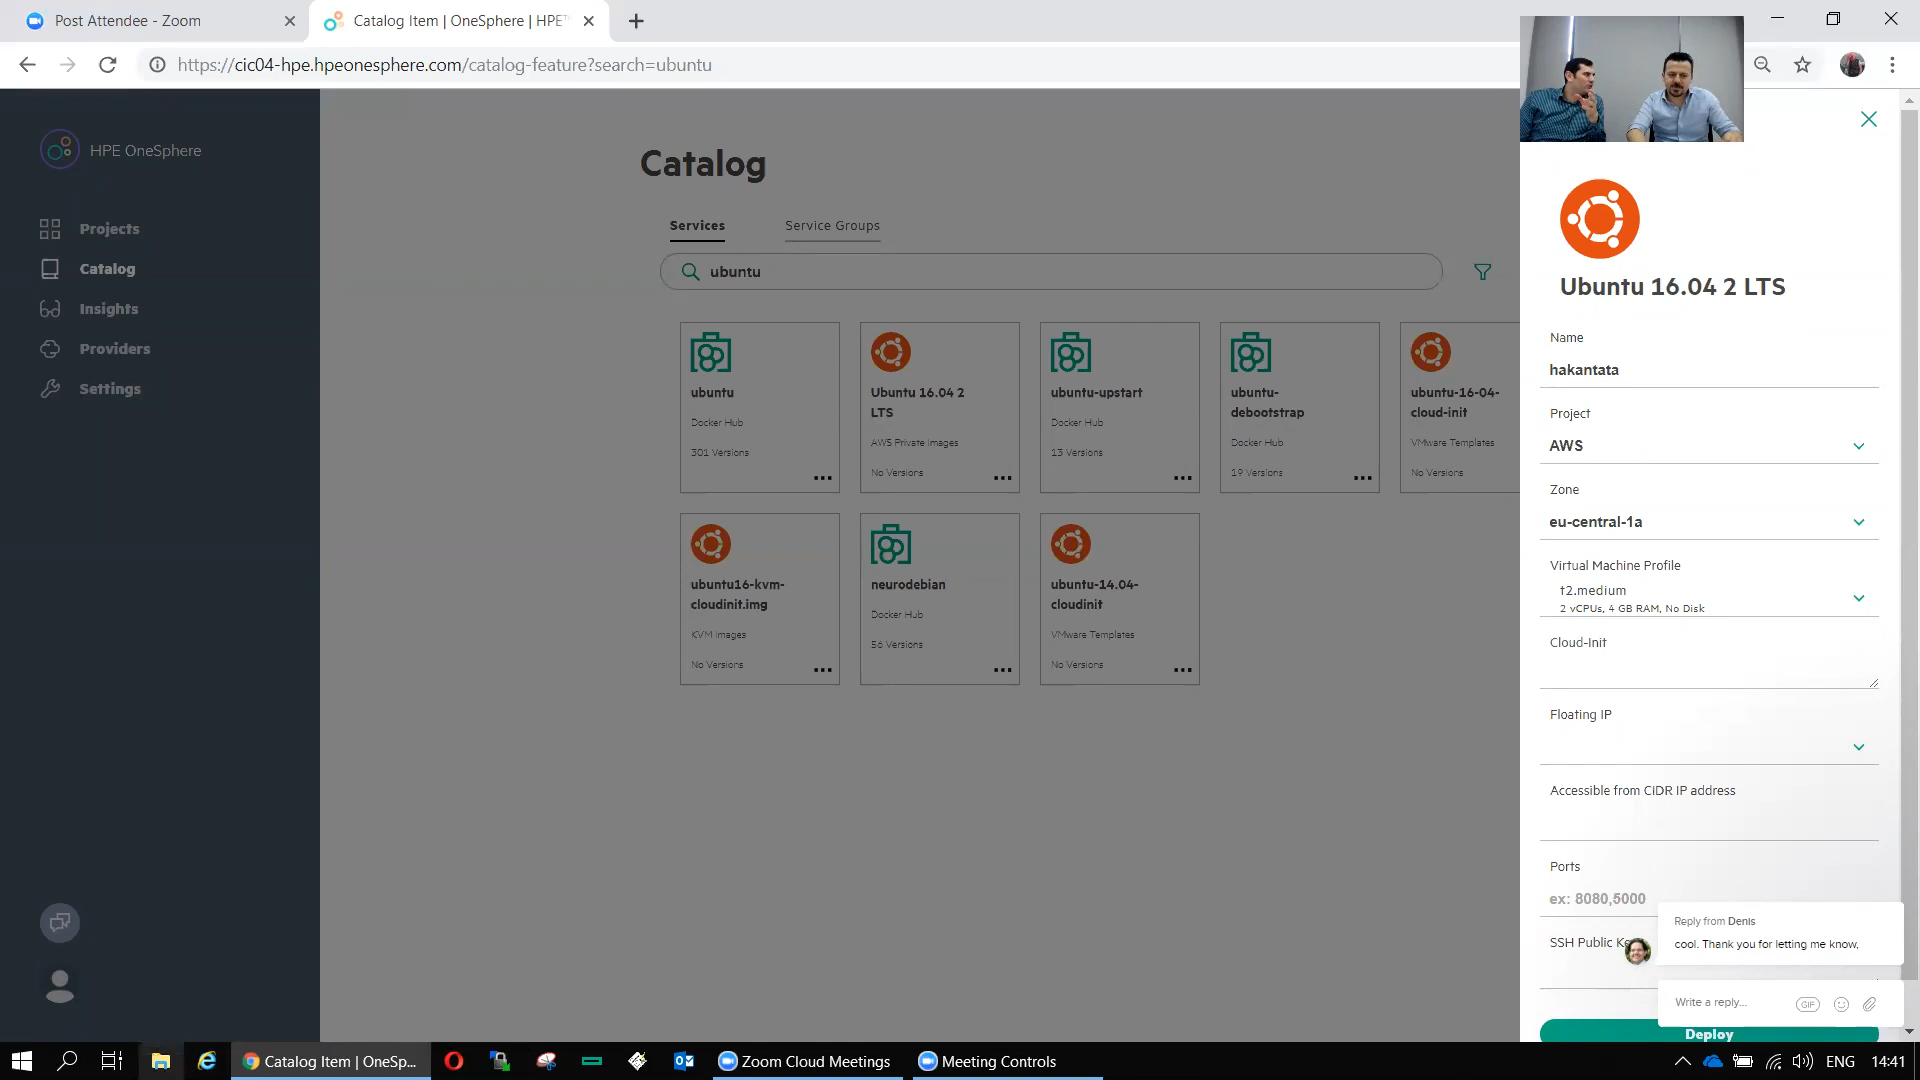 Post Attendee - Zoom
Catalog Item | OneSphere | HPE
https://cic04-hpe.hpeonesphere.com/catalog-feature?search=ubuntu
HPE OneSphere
Projects
Catalog
Insights
Providers
Settings
Catalog
Services
Service Groups
ubuntu
ubuntu
Docker Hub
301 Versions
...
Ubuntu 16.04 2
LTS
AWS Private Images
No Versions
...
ubuntu-upstart
Docker Hub
13 Versions
...
ubuntu-
debootstrap
Docker Hub
19 Versions
...
ubuntu-16-04-
cloud-init
VMware Templates
No Versions
ubuntu16-kvm-
cloudinit.img
KVM Images
No Versions
...
neurodebian
Docker Hub
56 Versions
...
ubuntu-14.04-
cloudinit
VMware Templates
No Versions
...
Ubuntu 16.04 2 LTS
Name
hakantata
Project
AWS
Zone
eu-central-1a
Virtual Machine Profile
t2.medium
2 vCPUs, 4 GB RAM, No Disk
Cloud-Init
Floating IP
Accessible from CIDR IP address
Ports
ex: 8080,5000
SSH Public
Reply from Denis
cool. Thank you for letting me know,
Write a reply...
GIF
Deploy
Catalog Item | OneSp...
Zoom Cloud Meetings
Meeting Controls
ENG
14:41